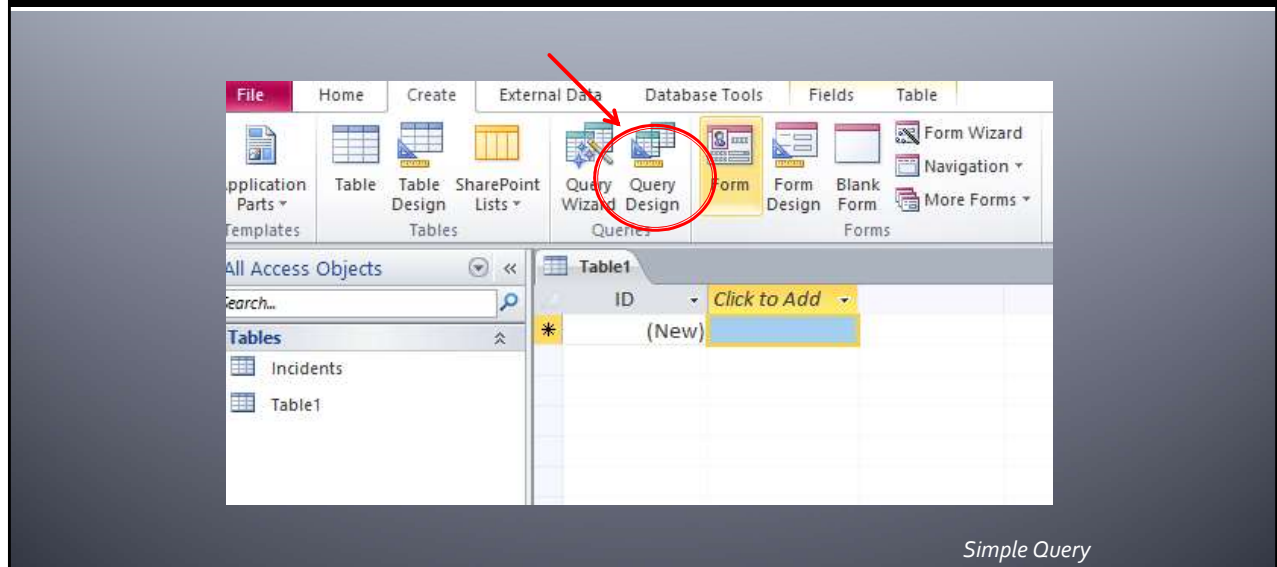 File Home Create External Data Database Tools Fields Table
pplication Parts
Table
Table Design
SharePoint Lists
Query Wizard
Query Design
Form
Form Design
Blank Form
Form Wizard
Navigation
More Forms
Templates Tables Queries Forms
All Access Objects «
Search...
Tables
Incidents
Table1
Table1
ID Click to Add
* (New)
Simple Query